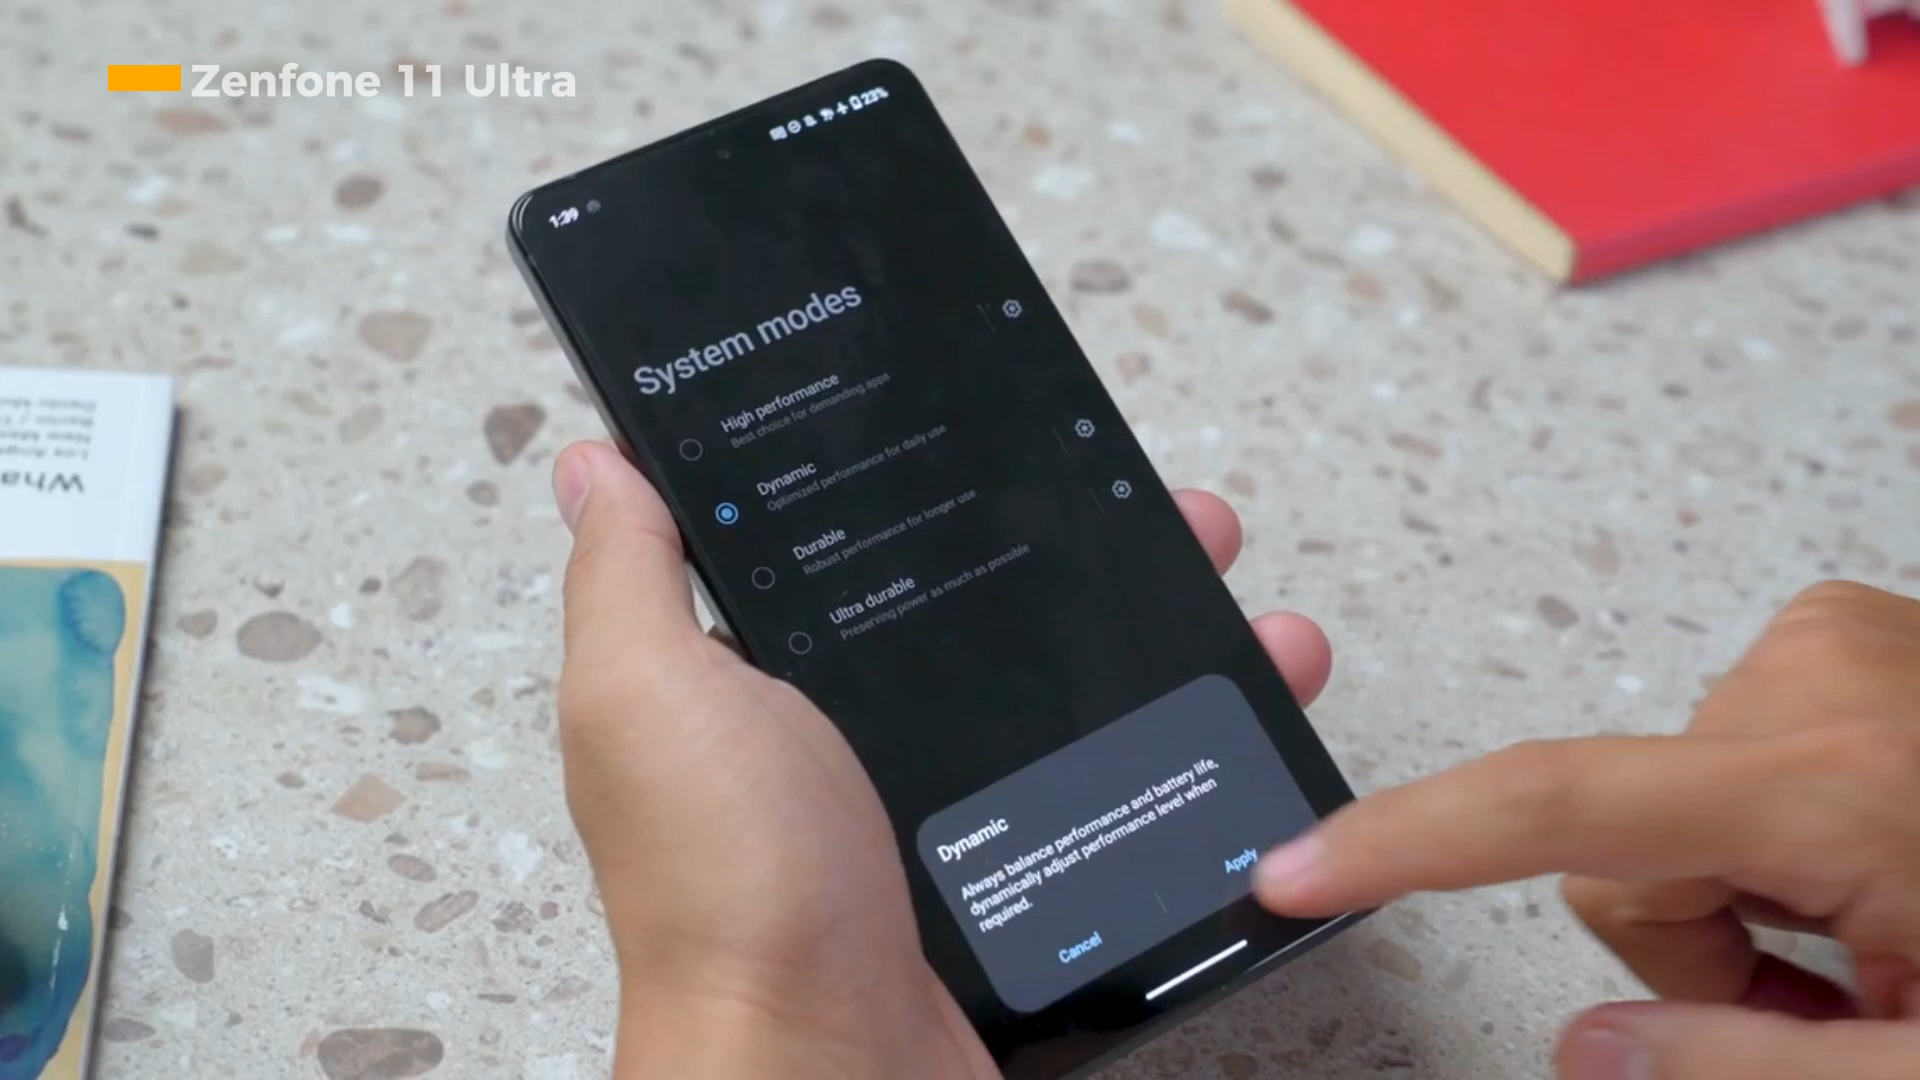 Zenfone 11 Ultra
23%
1:39
System modes
High performance
Best choice for demanding apps
Dynamic
Optimized performance for daily use
Durable
Robust performance for longer use
Ultra durable
Preserving power as much as possible
Dynamic
Always balance performance and battery life,
dynamically adjust performance level when
required.
Cancel
Apply
Wha